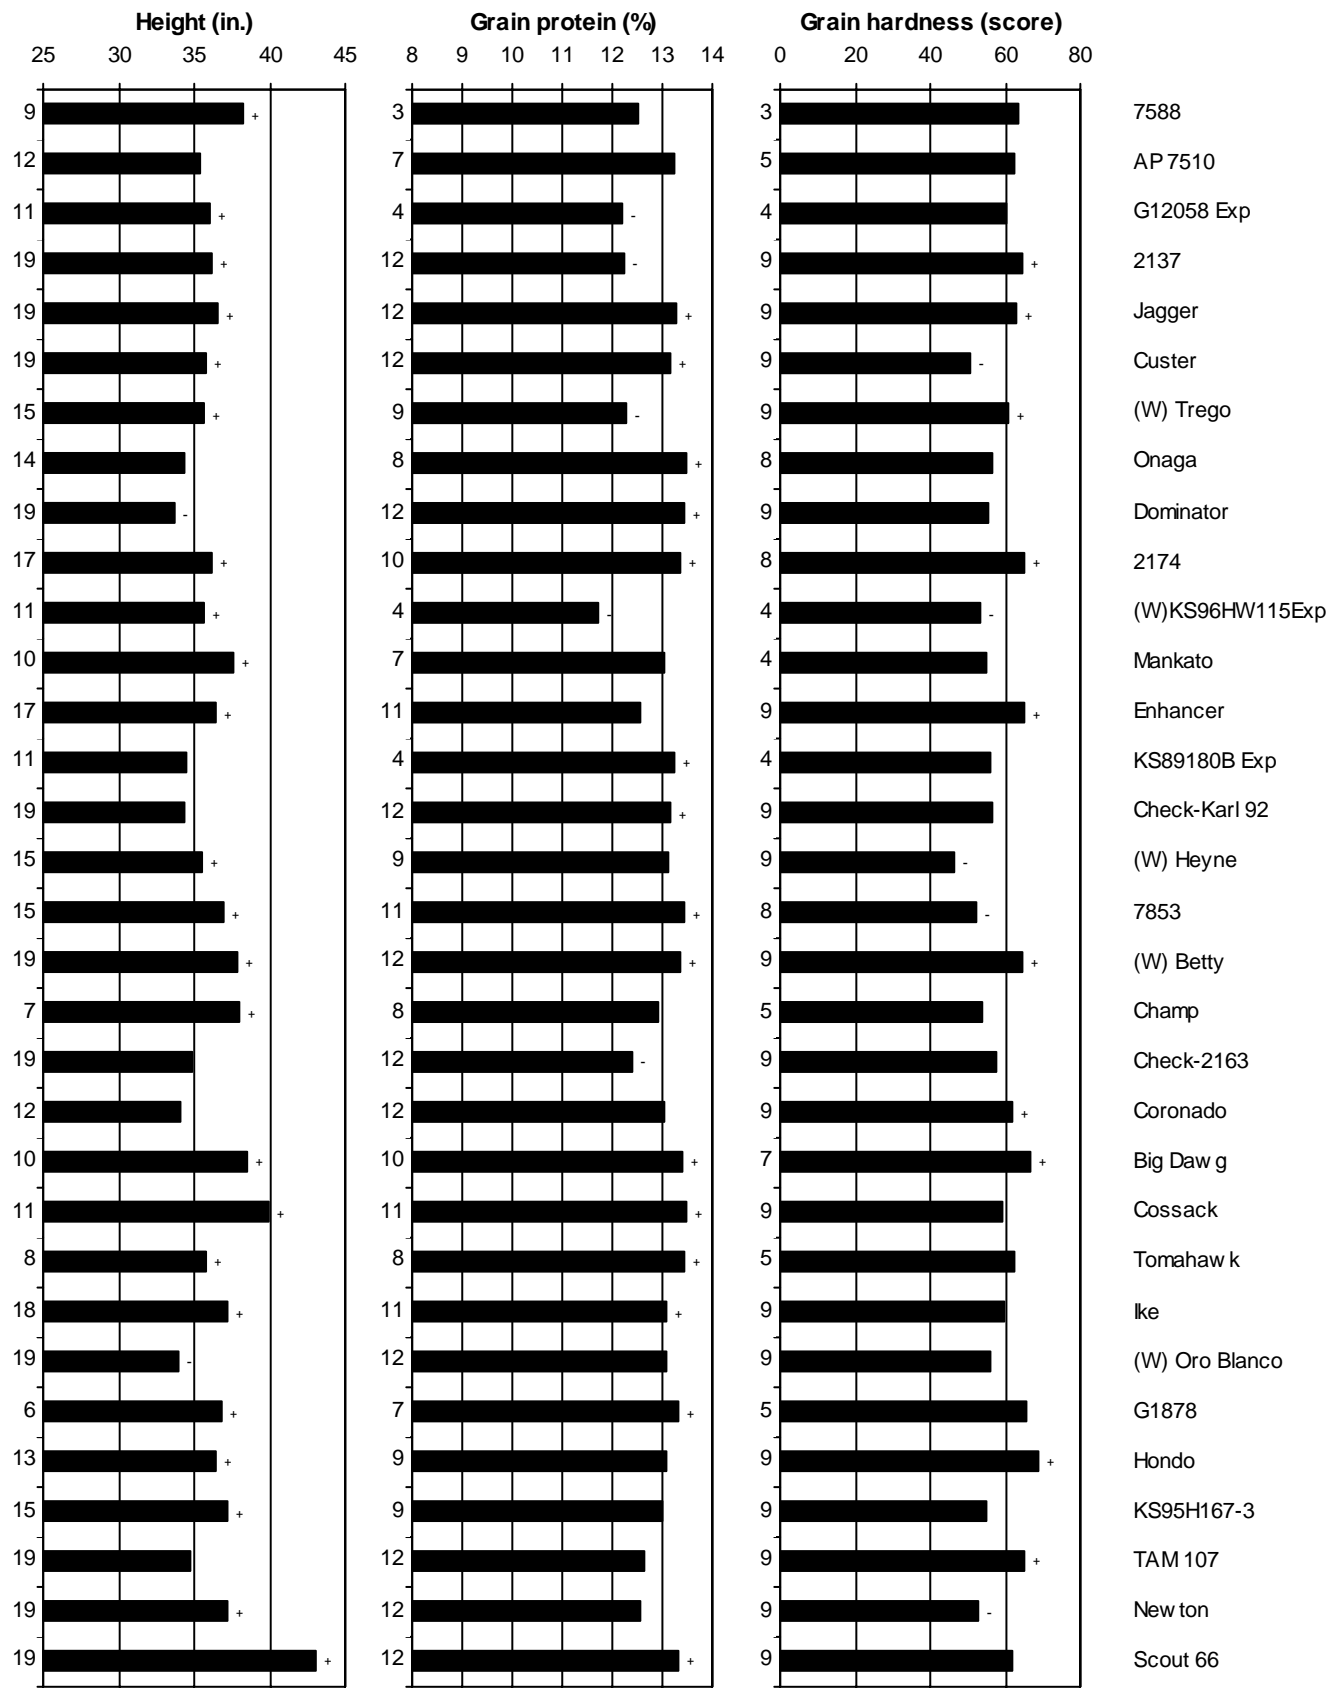 Height (in.) Grain protein (%) Grain hardness (score)
25 30 35 40 45 8 9 10 11 12 13 14 0 20 40 60 80
9 + 3 3 7588
12 7 5 AP 7510
11 + 4 - 4 G12058 Exp
19 + 12 - 9 + 2137
19 + 12 + 9 + Jagger
19 + 12 + 9 - Custer
15 + 9 - 9 + (W) Trego
14 8 + 8 Onaga
19 - 12 + 9 Dominator
17 + 10 + 8 + 2174
11 + 4 - 4 - (W)KS96HW115Exp
10 + 7 4 Mankato
17 + 11 9 + Enhancer
11 4 + 4 KS89180B Exp
19 12 + 9 Check-Karl 92
15 + 9 9 - (W) Heyne
15 + 11 + 8 - 7853
19 + 12 + 9 + (W) Betty
7 + 8 5 Champ
19 12 - 9 Check-2163
12 12 9 + Coronado
10 + 10 + 7 + Big Daw g
11 + 11 + 9 Cossack
8 + 8 + 5 Tomahaw k
18 + 11 + 9 Ike
19 - 12 9 (W) Oro Blanco
6 + 7 + 5 G1878
13 + 9 9 + Hondo
15 + 9 9 KS95H167-3
19 12 9 + TAM 107
19 + 12 9 - New ton
19 + 12 + 9 Scout 66